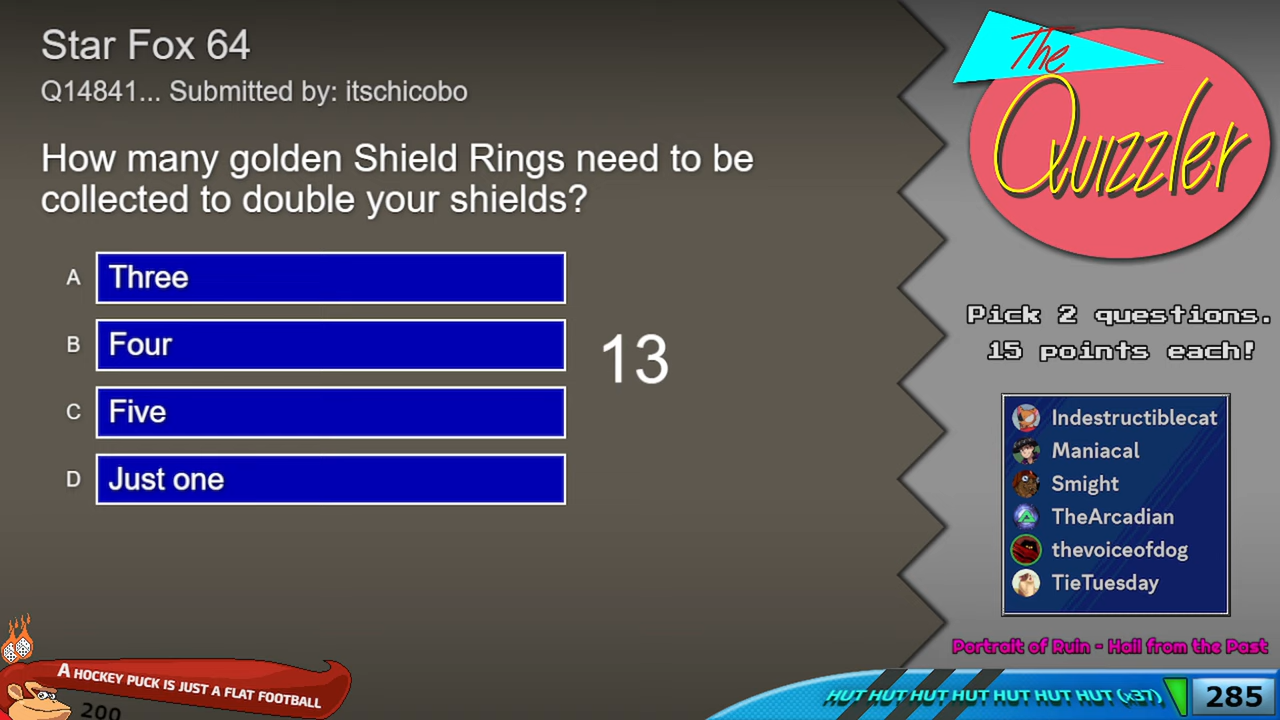 Star Fox 64
Q14841... Submitted by: itschicobo
How many golden Shield Rings need to be
collected to double your shields?
A Three
B Four
C Five
D Just one
13
The
Quizzler
Pick 2 questions.
15 points each!
Indestructiblecat
Maniacal
Smight
TheArcadian
thevoiceofdog
TieTuesday
Portrait of Ruin - Hail from the Past
A HOCKEY PUCK IS JUST A FLAT FOOTBALL
200
HUT HUT HUT HUT HUT HUT HUT (x37)
285